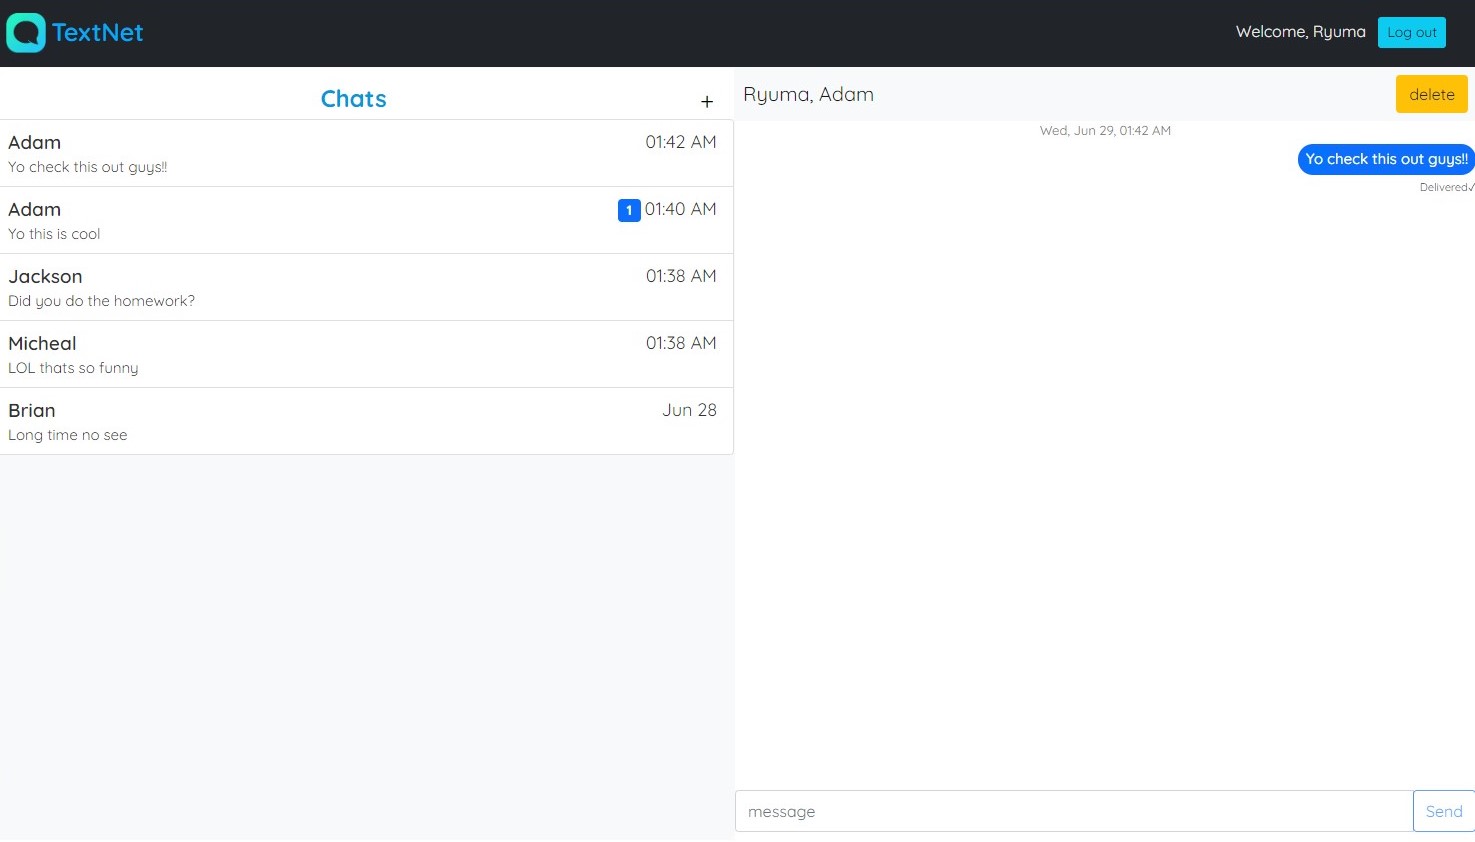 TextNet
Welcome, Ryuma
Log out
Chats
+
Adam
01:42 AM
Yo check this out guys!!
Adam
1
01:40 AM
Yo this is cool
Jackson
01:38 AM
Did you do the homework?
Micheal
01:38 AM
LOL thats so funny
Brian
Jun 28
Long time no see
Ryuma, Adam
delete
Wed, Jun 29, 01:42 AM
Yo check this out guys!!
Delivered✓
message
Send